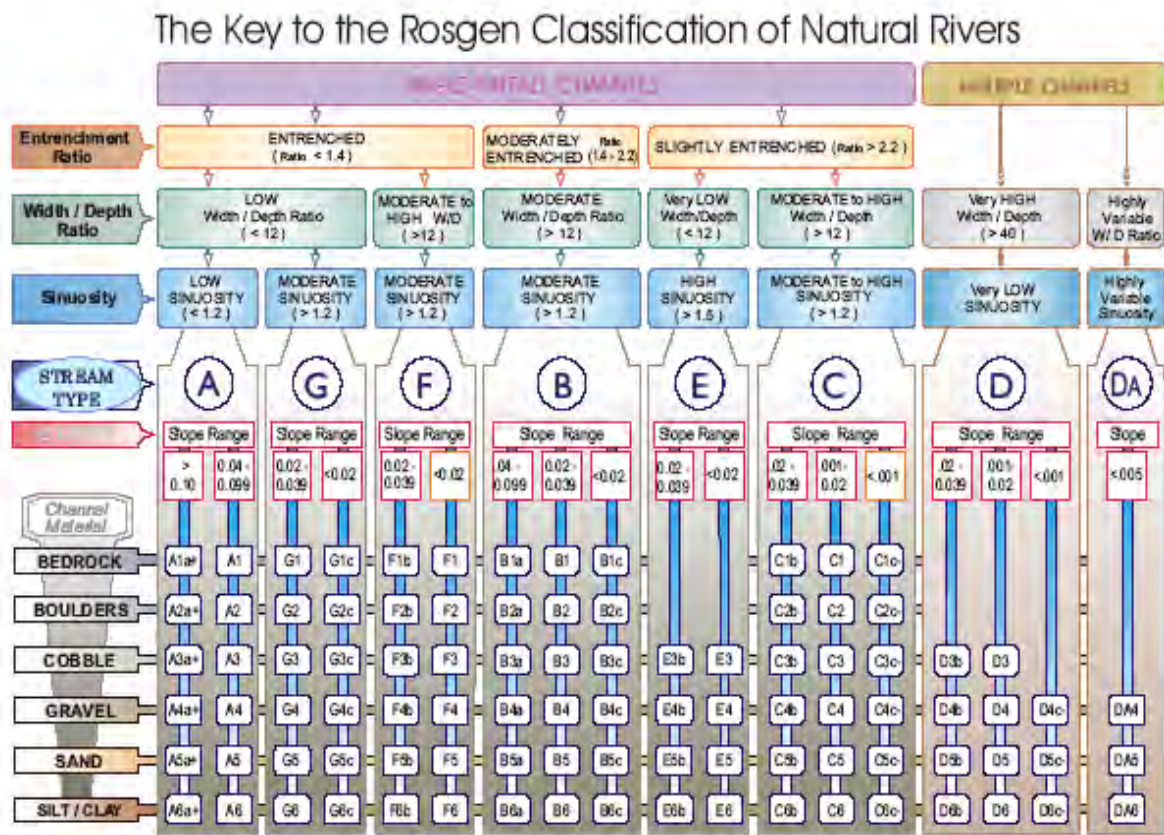 The Key to the Rosgen Classification of Natural Rivers
SINGLE-THREAD CHANNELS
MULTIPLE CHANNELS
Entrenchment
Ratio
ENTRENCHED
( Ratio < 1.4 )
MODERATELY Ratio
ENTRENCHED (1.4 - 2.2)
SLIGHTLY ENTRENCHED (Ratio > 2.2 )
Width / Depth
Ratio
LOW
Width / Depth Ratio
( < 12 )
MODERATE to
HIGH W/D
( >12 )
MODERATE
Width / Depth Ratio
( > 12 )
Very LOW
Width/Depth
( < 12 )
MODERATE to HIGH
Width / Depth
( > 12 )
Very HIGH
Width / Depth
( > 40 )
Highly
Variable
W/ D Ratio
Sinuosity
LOW
SINUOSITY
( < 1.2 )
MODERATE
SINUOSITY
( > 1.2 )
MODERATE
SINUOSITY
( > 1.2 )
MODERATE
SINUOSITY
( > 1.2 )
HIGH
SINUOSITY
( > 1.5 )
MODERATE to HIGH
SINUOSITY
( > 1.2 )
Very LOW
SINUOSITY
Highly
Variable
Sinuosity
STREAM
TYPE
A G F B E C D DA
Slope Range Slope Range Slope Range Slope Range Slope Range Slope Range Slope Range Slope
> 0.10
0.04 - 0.099
0.02 - 0.039
<0.02
0.02 - 0.039
<0.02
.04 - 0.099
0.02 - 0.039
<0.02
0.02 - 0.039
<0.02
.02 - 0.039
.001- 0.02
<.001
.02 - 0.039
.001- 0.02
<.001
<.005
Channel
Material
BEDROCK A1a+ A1 G1 G1c F1b F1 B1a B1 B1c C1b C1 C1c-
BOULDERS A2a+ A2 G2 G2c F2b F2 B2a B2 B2c C2b C2 C2c-
COBBLE A3a+ A3 G3 G3c F3b F3 B3a B3 B3c E3b E3 C3b C3 C3c- D3b D3
GRAVEL A4a+ A4 G4 G4c F4b F4 B4a B4 B4c E4b E4 C4b C4 C4c- D4b D4 D4c- DA4
SAND A5a+ A5 G5 G5c F5b F5 B5a B5 B5c E5b E5 C5b C5 C5c- D5b D5 D5c- DA5
SILT / CLAY A6a+ A6 G6 G6c F6b F6 B6a B6 B6c E6b E6 C6b C6 C6c- D6b D6 D6c- DA6